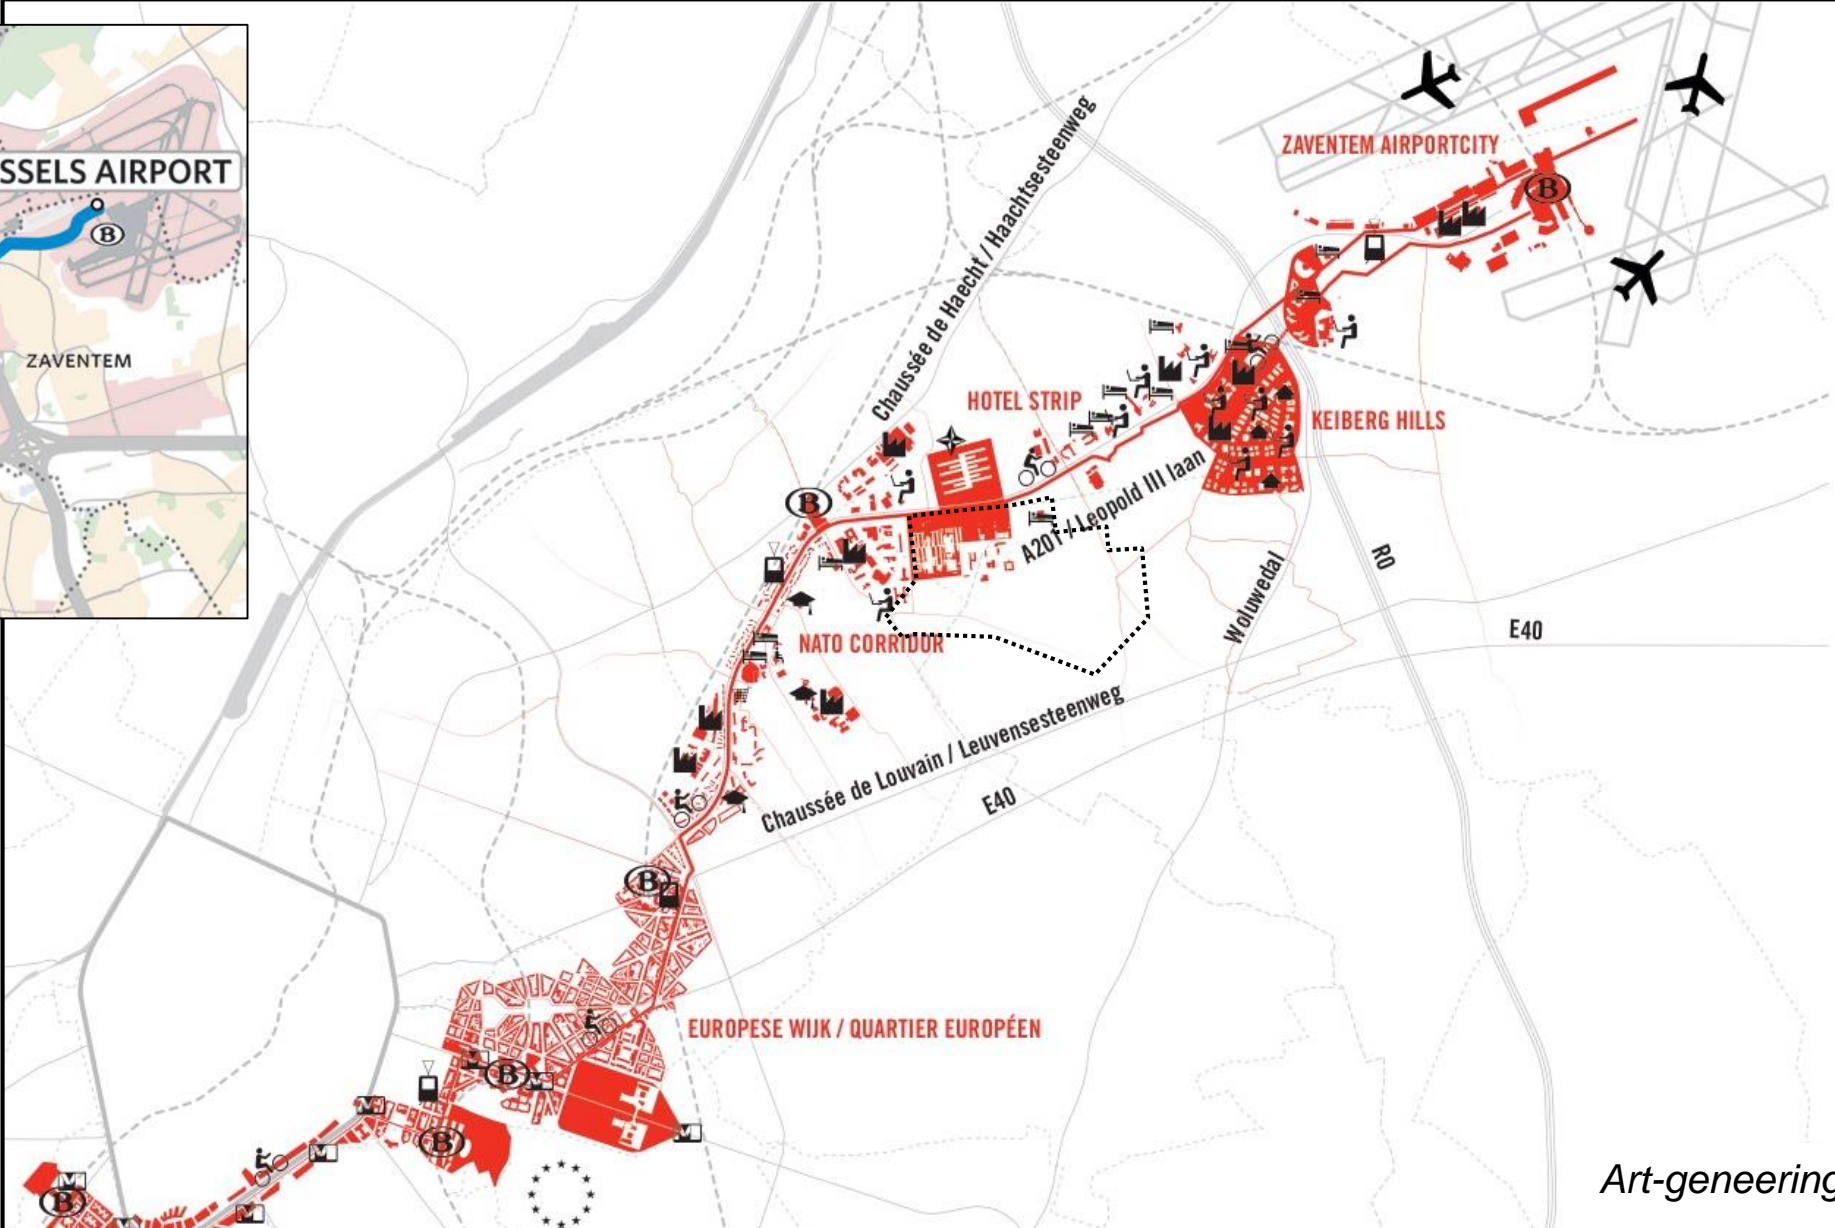 SSELS AIRPORT
B
ZAVENTEM
Chaussée de Haecht / Haachtsesteenweg
ZAVENTEM AIRPORTCITY
B
HOTEL STRIP
KEIBERG HILLS
B
A201 / Leopold III laan
R0
Woluwedal
E40
NATO CORRIDOR
Chaussée de Louvain / Leuvensesteenweg
E40
B
EUROPESE WIJK / QUARTIER EUROPÉEN
M
B
M
M
B
M
M
M
B
M
Art-geneering